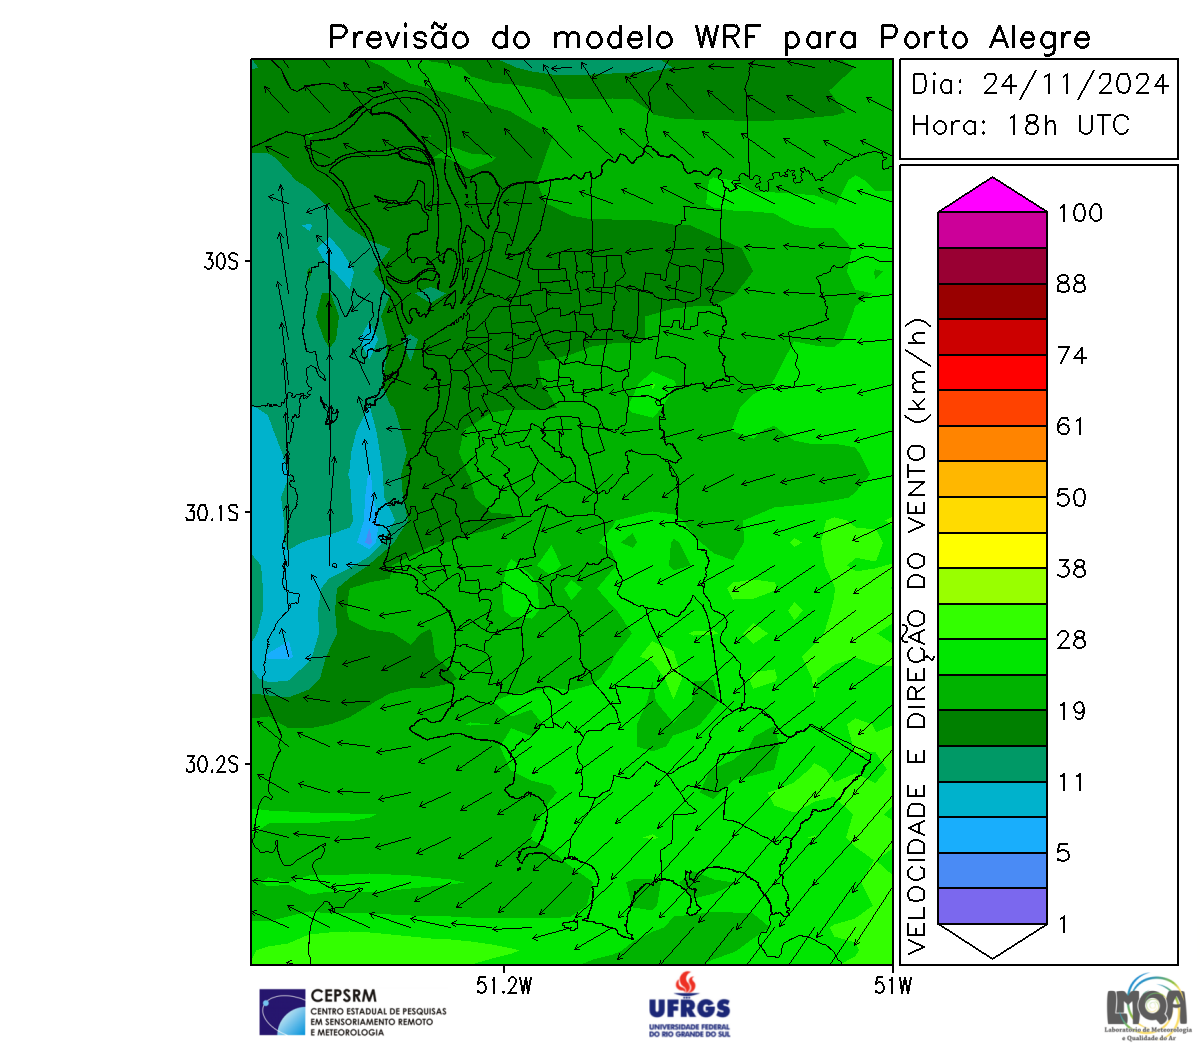 Previsão do modelo WRF para Porto Alegre
Dia: 24/11/2024
Hora: 18h UTC
30S
30.1S
30.2S
51.2W
51W
VELOCIDADE E DIREÇÃO DO VENTO (km/h)
100
88
74
61
50
38
28
19
11
5
1
CEPSRM
CENTRO ESTADUAL DE PESQUISAS
EM SENSORIAMENTO REMOTO
E METEOROLOGIA
UFRGS
UNIVERSIDADE FEDERAL
DO RIO GRANDE DO SUL
LMQA
Laboratório de Meteorologia
e Qualidade do Ar